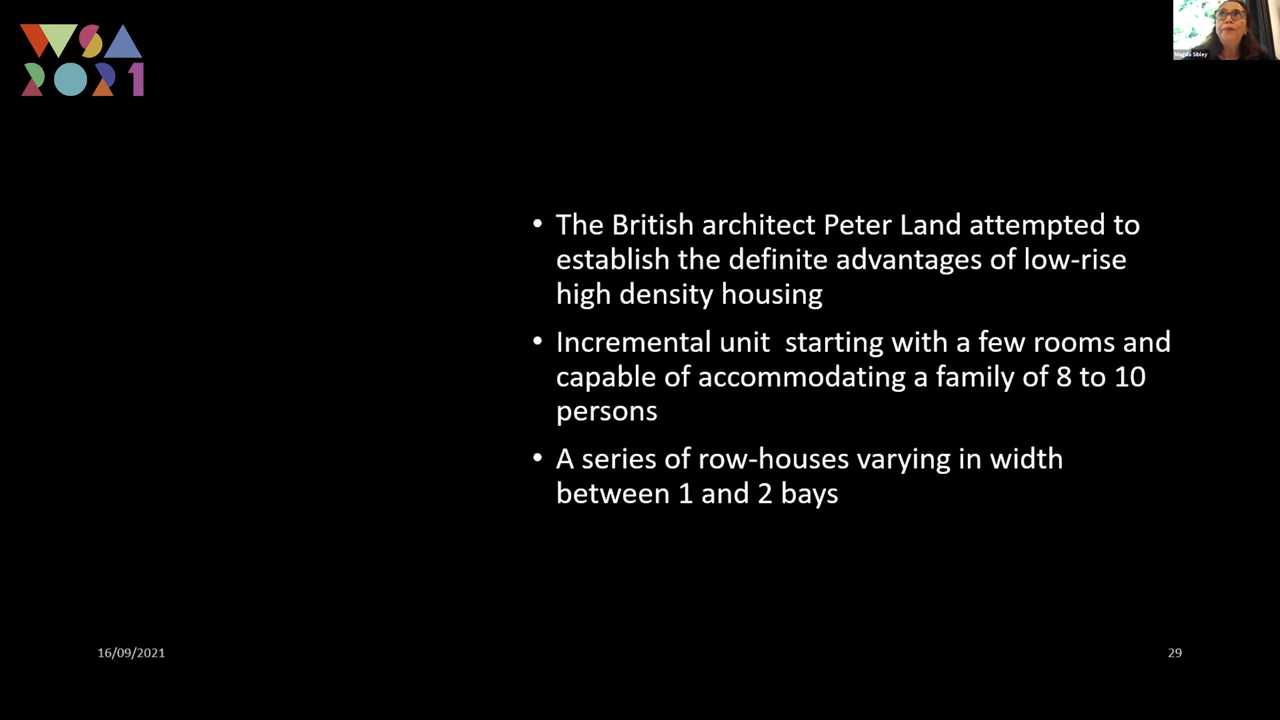 WSA
2021
Magda Sibley
• The British architect Peter Land attempted to
establish the definite advantages of low-rise
high density housing
• Incremental unit  starting with a few rooms and
capable of accommodating a family of 8 to 10
persons
• A series of row-houses varying in width
between 1 and 2 bays
16/09/2021
29